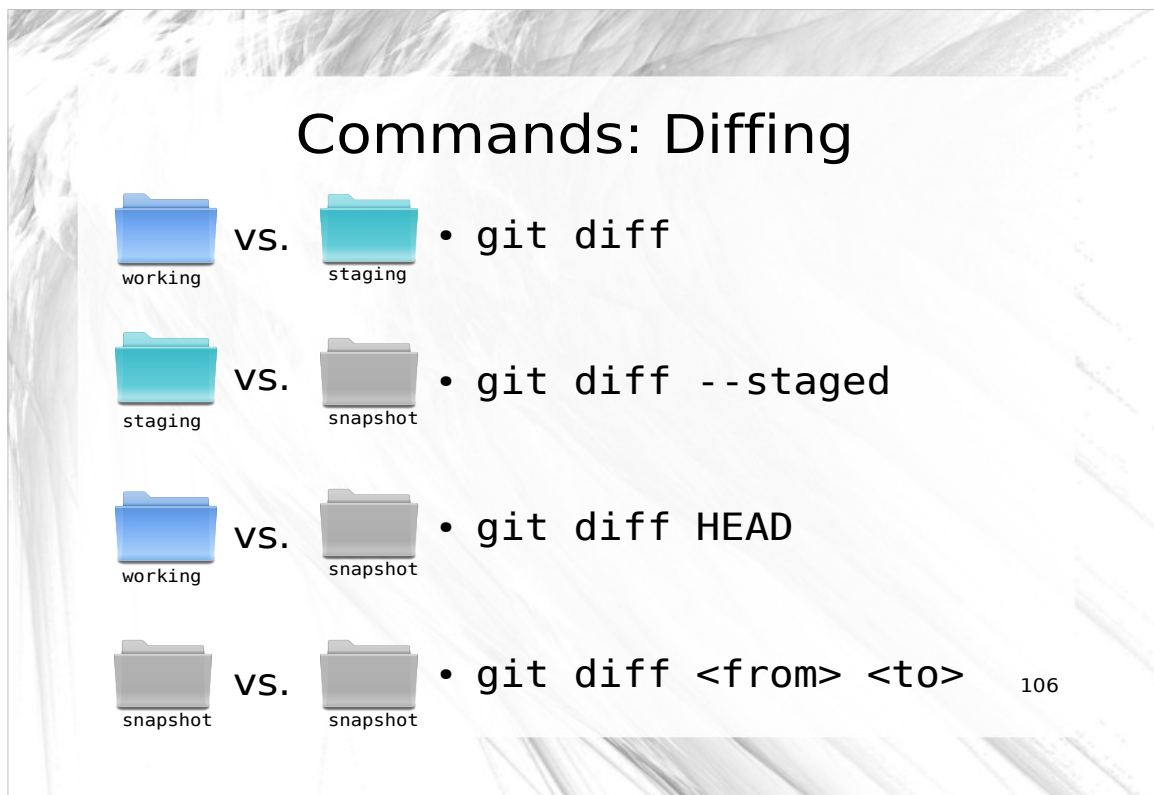 Commands: Diffing
working vs. staging • git diff
staging vs. snapshot • git diff --staged
working vs. snapshot • git diff HEAD
snapshot vs. snapshot • git diff <from> <to>
106